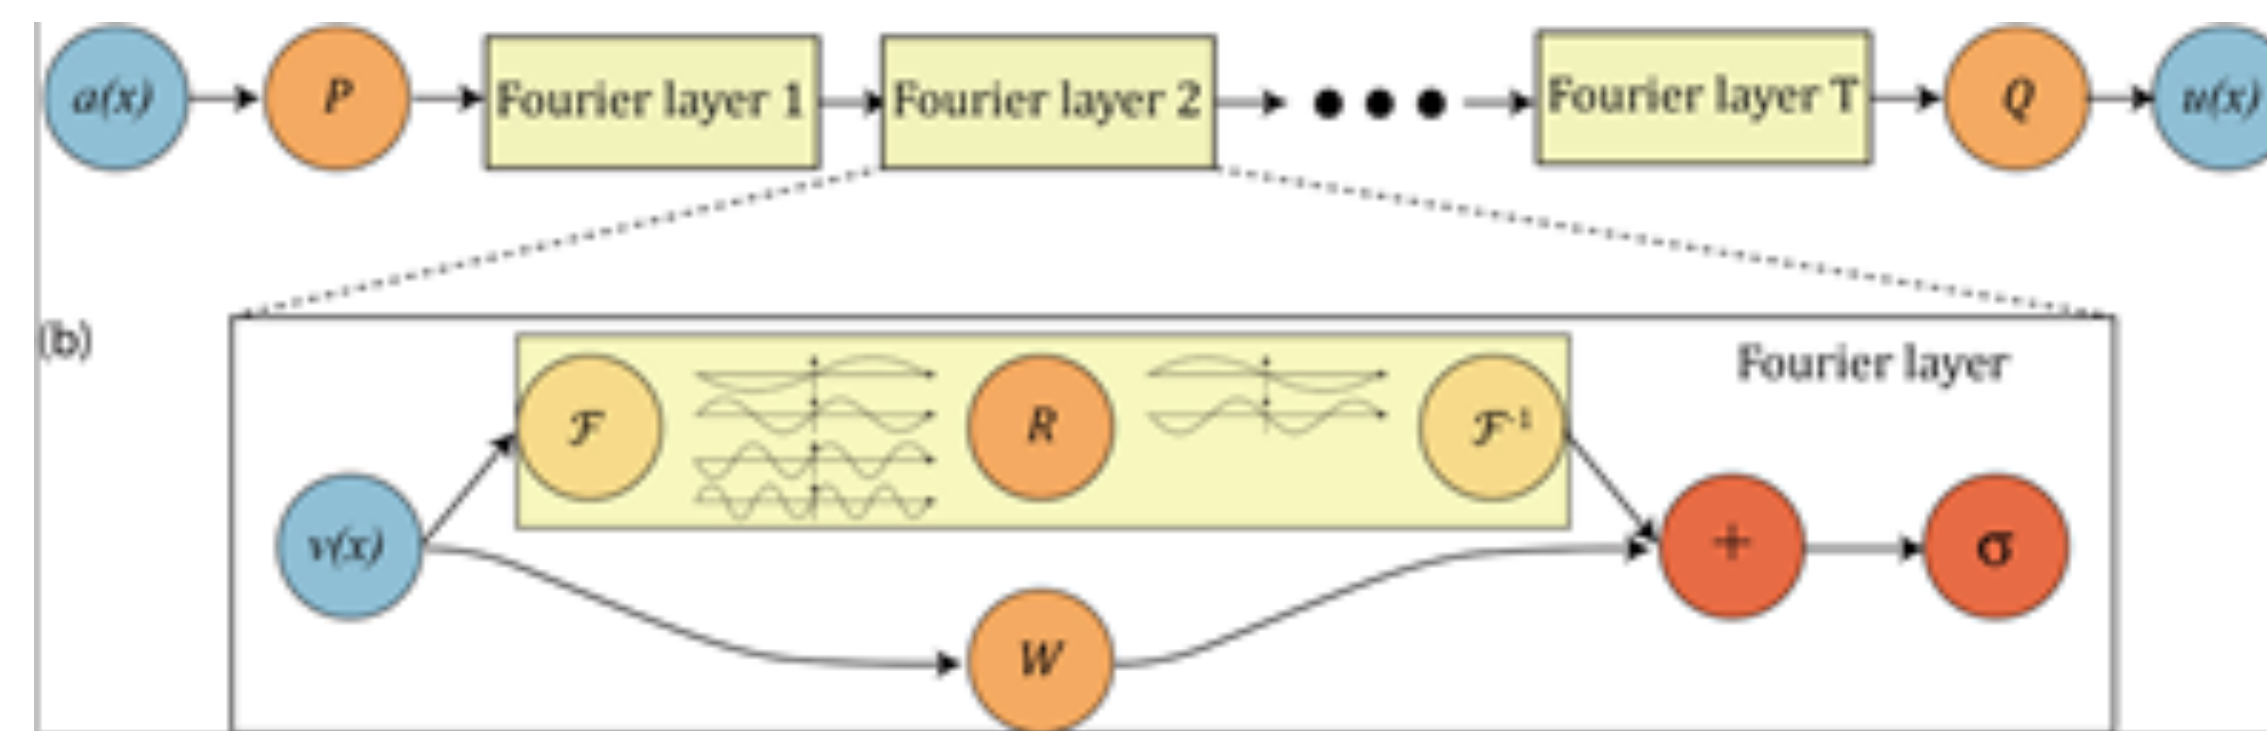 a(x) P Fourier layer 1 Fourier layer 2 Fourier layer T Q u(x)
(b)
Fourier layer
ℱ R ℱ-1
v(x) + σ
W